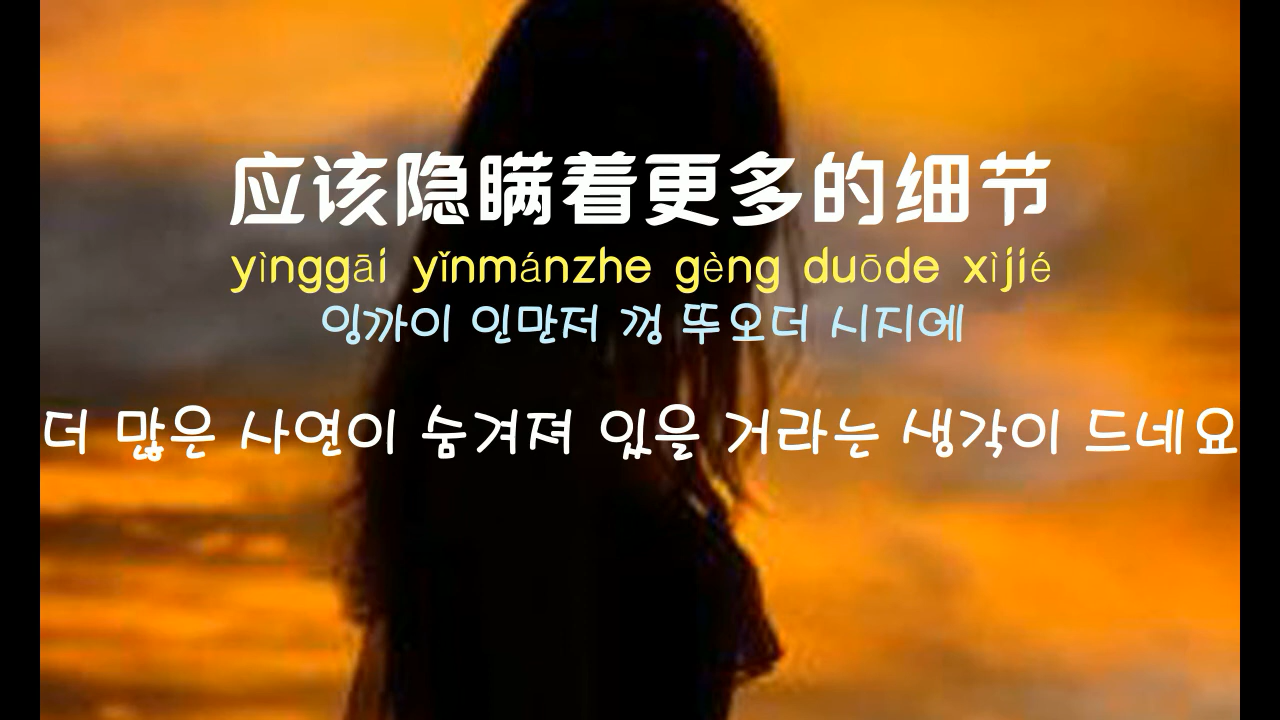 应该隐瞒着更多的细节
yìnggāi yǐnmánzhe gèng duōde xìjié
잉까이 인만저 껑 뚜오더 시지에
더 많은 사연이 숨겨져 있을 거라는 생각이 드네요